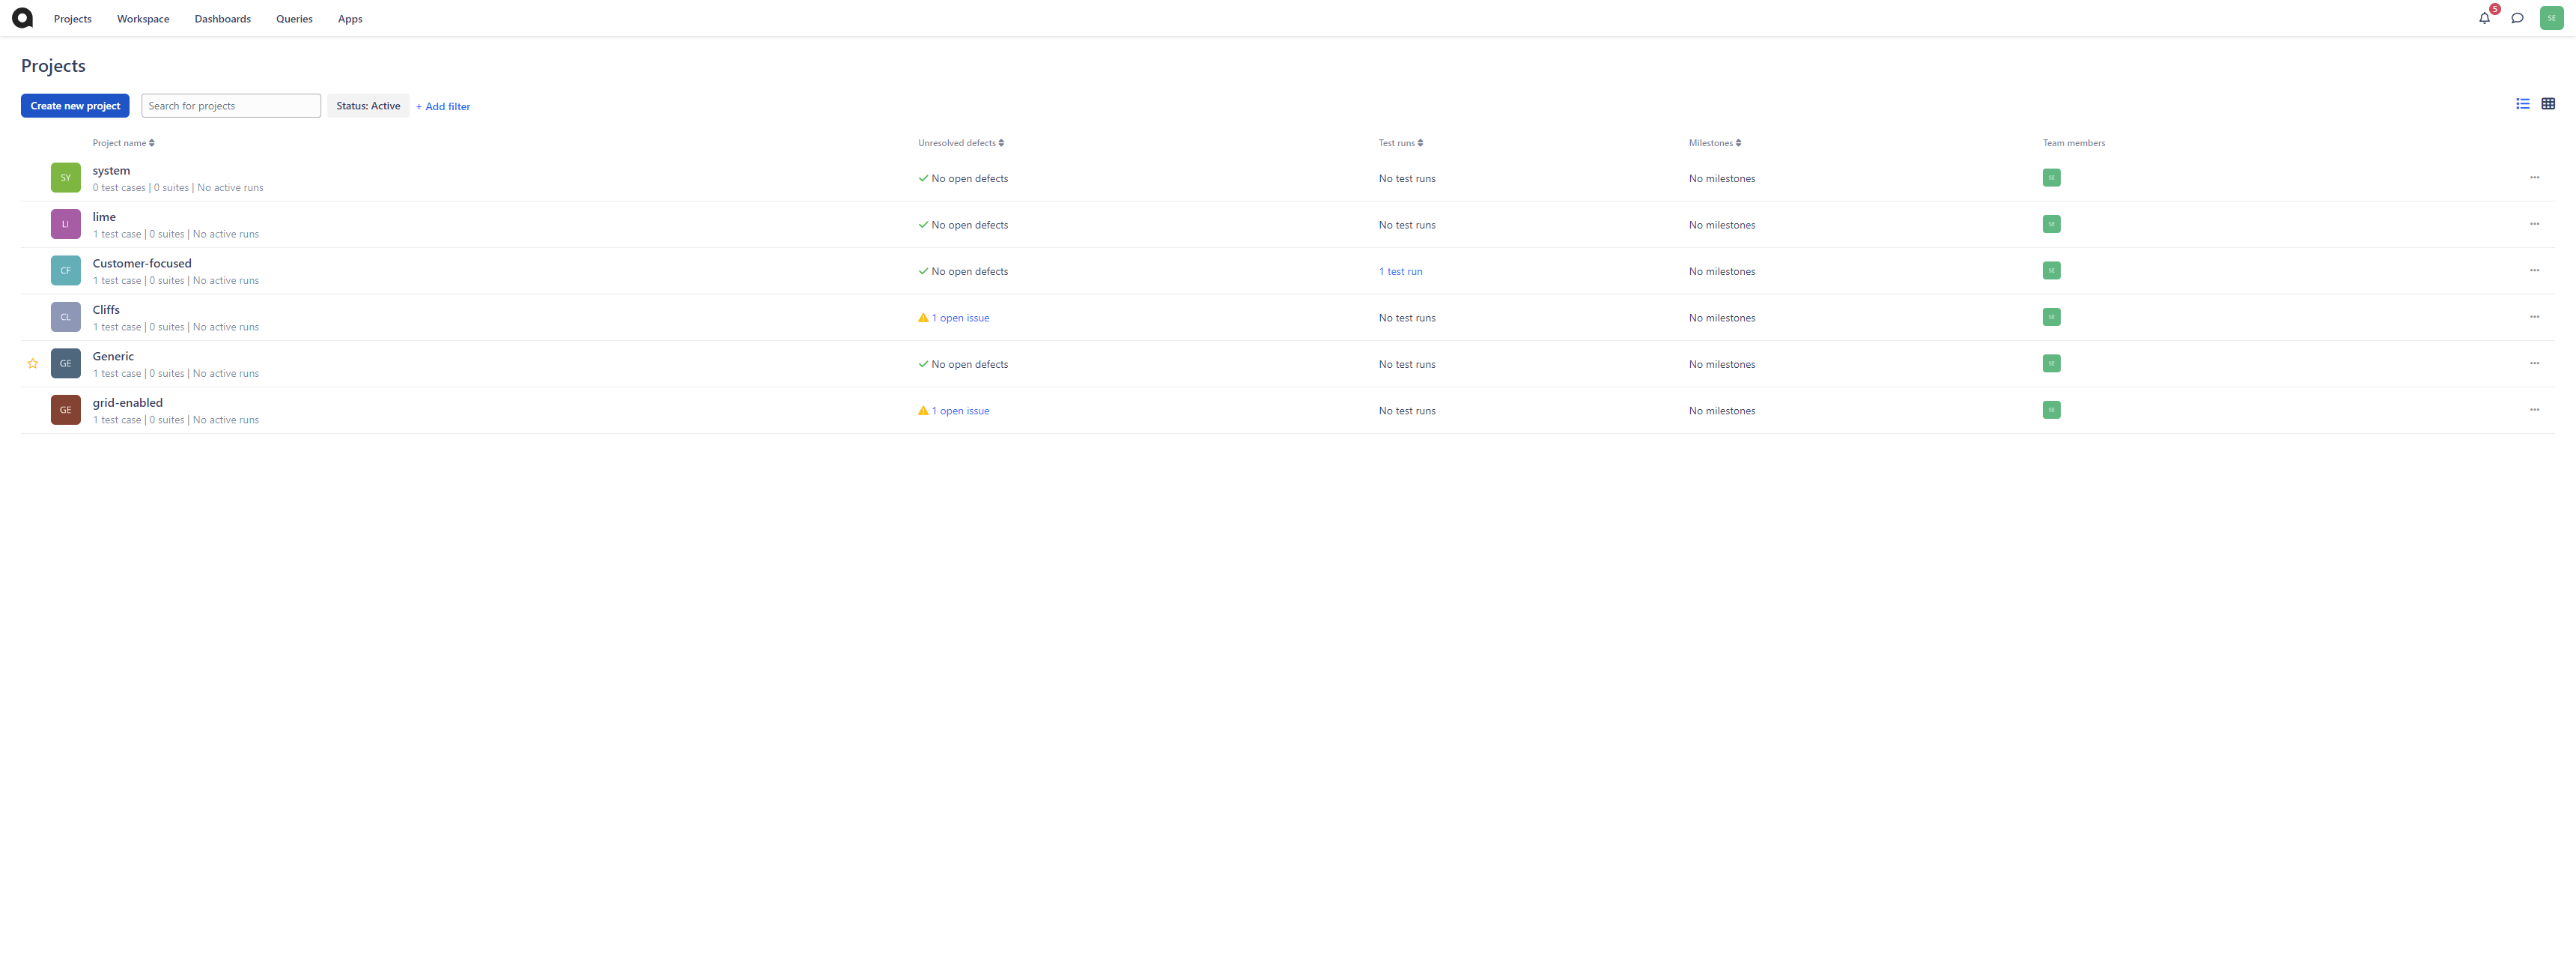 Projects Workspace Dashboards Queries Apps 5 SE
Projects
Create new project Search for projects Status: Active + Add filter
Project name Unresolved defects Test runs Milestones Team members
SY system No open defects No test runs No milestones SE
0 test cases | 0 suites | No active runs
LI lime No open defects No test runs No milestones SE
1 test case | 0 suites | No active runs
CF Customer-focused No open defects 1 test run No milestones SE
1 test case | 0 suites | No active runs
CL Cliffs 1 open issue No test runs No milestones SE
1 test case | 0 suites | No active runs
GE Generic No open defects No test runs No milestones SE
1 test case | 0 suites | No active runs
GE grid-enabled 1 open issue No test runs No milestones SE
1 test case | 0 suites | No active runs